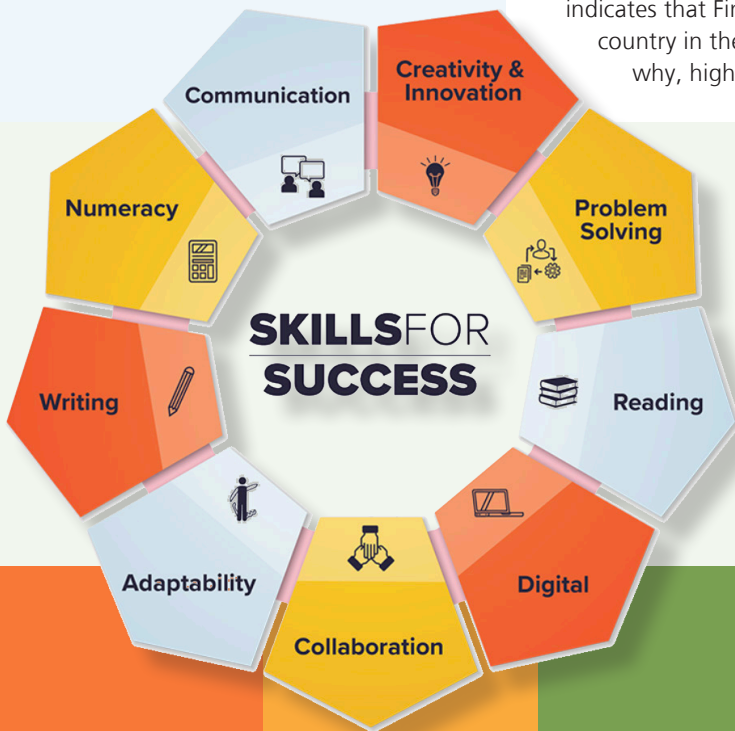 indicates that
country in the
why, high
Communication
Creativity &
Innovation
Numeracy
Problem
Solving
SKILLSFOR
SUCCESS
Writing
Reading
Adaptability
Digital
Collaboration